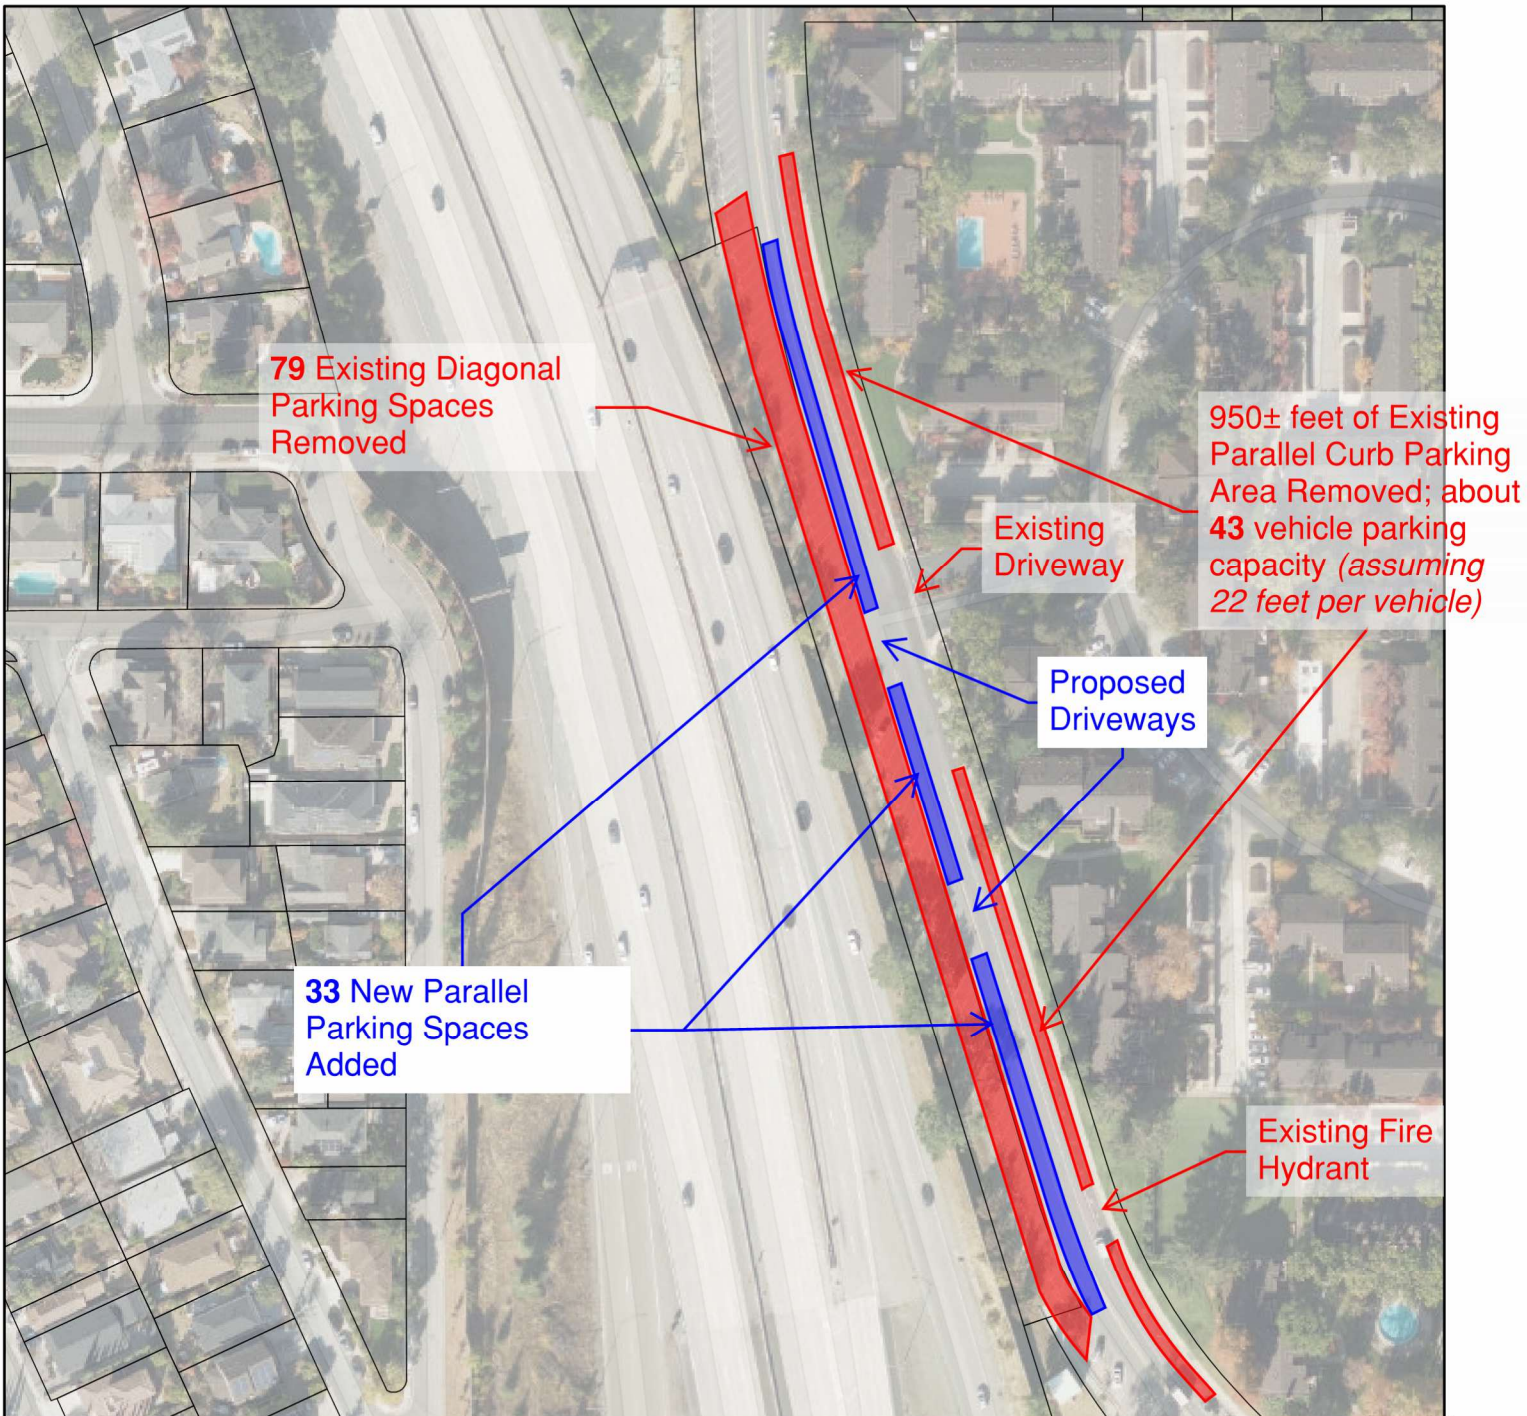 79 Existing Diagonal
Parking Spaces
Removed
950± feet of Existing
Parallel Curb Parking
Area Removed; about
43 vehicle parking
capacity (assuming
22 feet per vehicle)
Existing
Driveway
Proposed
Driveways
33 New Parallel
Parking Spaces
Added
Existing Fire
Hydrant